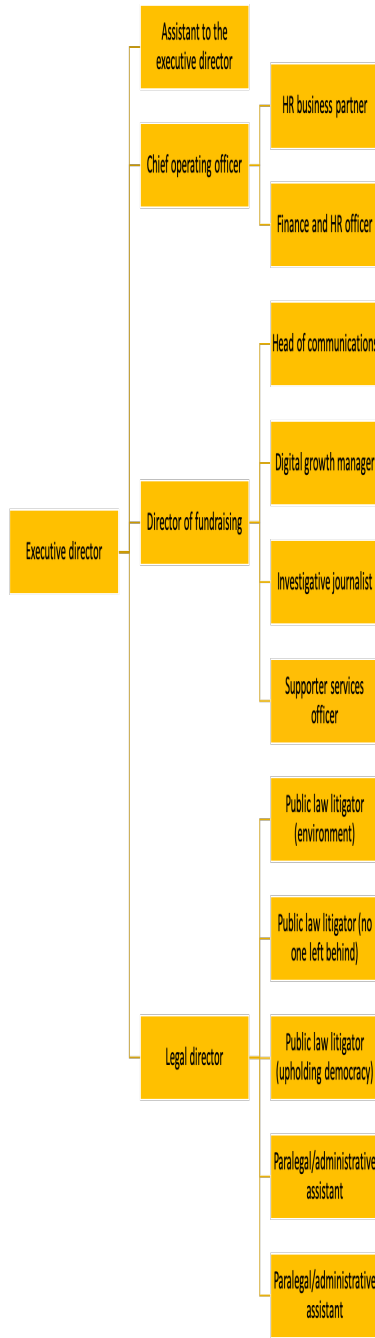 Assistant to the
executive director
HR business partner
Chief operating officer
Finance and HR officer
Head of communications
Digital growth manager
Executive director
Director of fundraising
Investigative journalist
Supporter services
officer
Public law litigator
(environment)
Public law litigator (no
one left behind)
Legal director
Public law litigator
(upholding democracy)
Paralegal/administrative
assistant
Paralegal/administrative
assistant